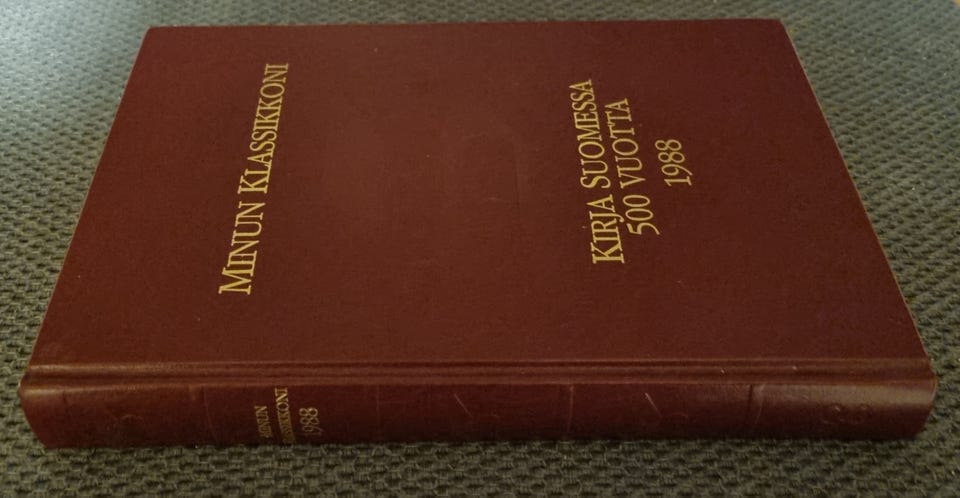 MINUN KLASSIKKONI
KIRJA SUOMESSA
500 VUOTTA
1988
MINUN
KLASSIKKONI
1988